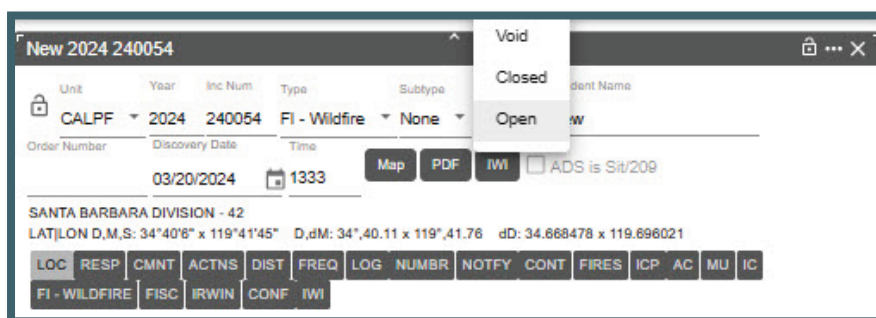 New 2024 240054
Void
Closed
Open
Unit Year Inc Num Type Subtype dent Name
CALPF 2024 240054 FI - Wildfire None ew
Order Number Discovery Date Time
03/20/2024 1333 Map PDF IWI ADS is Sit/209
SANTA BARBARA DIVISION - 42
LAT|LON D,M,S: 34°40'6" x 119°41'45" D,dM: 34°,40.11 x 119°,41.76 dD: 34.668478 x 119.696021
LOC RESP CMNT ACTNS DIST FREQ LOG NUMBR NOTFY CONT FIRES ICP AC MU IC
FI - WILDFIRE FISC IRWIN CONF IWI